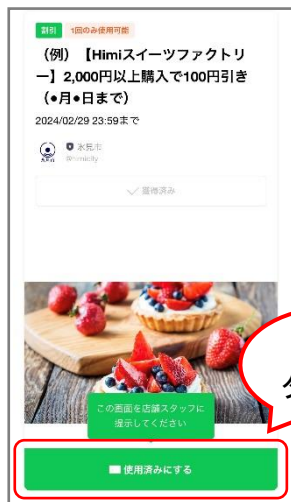 割引 1回のみ使用可能
(例)【Himiスイーツファクトリ
ー】2,000円以上購入で100円引き
(●月●日まで)
2024/02/29 23:59まで
氷見市
@himicity
✓ 獲得済み
この画面を店舗スタッフに
提示してください
使用済みにする